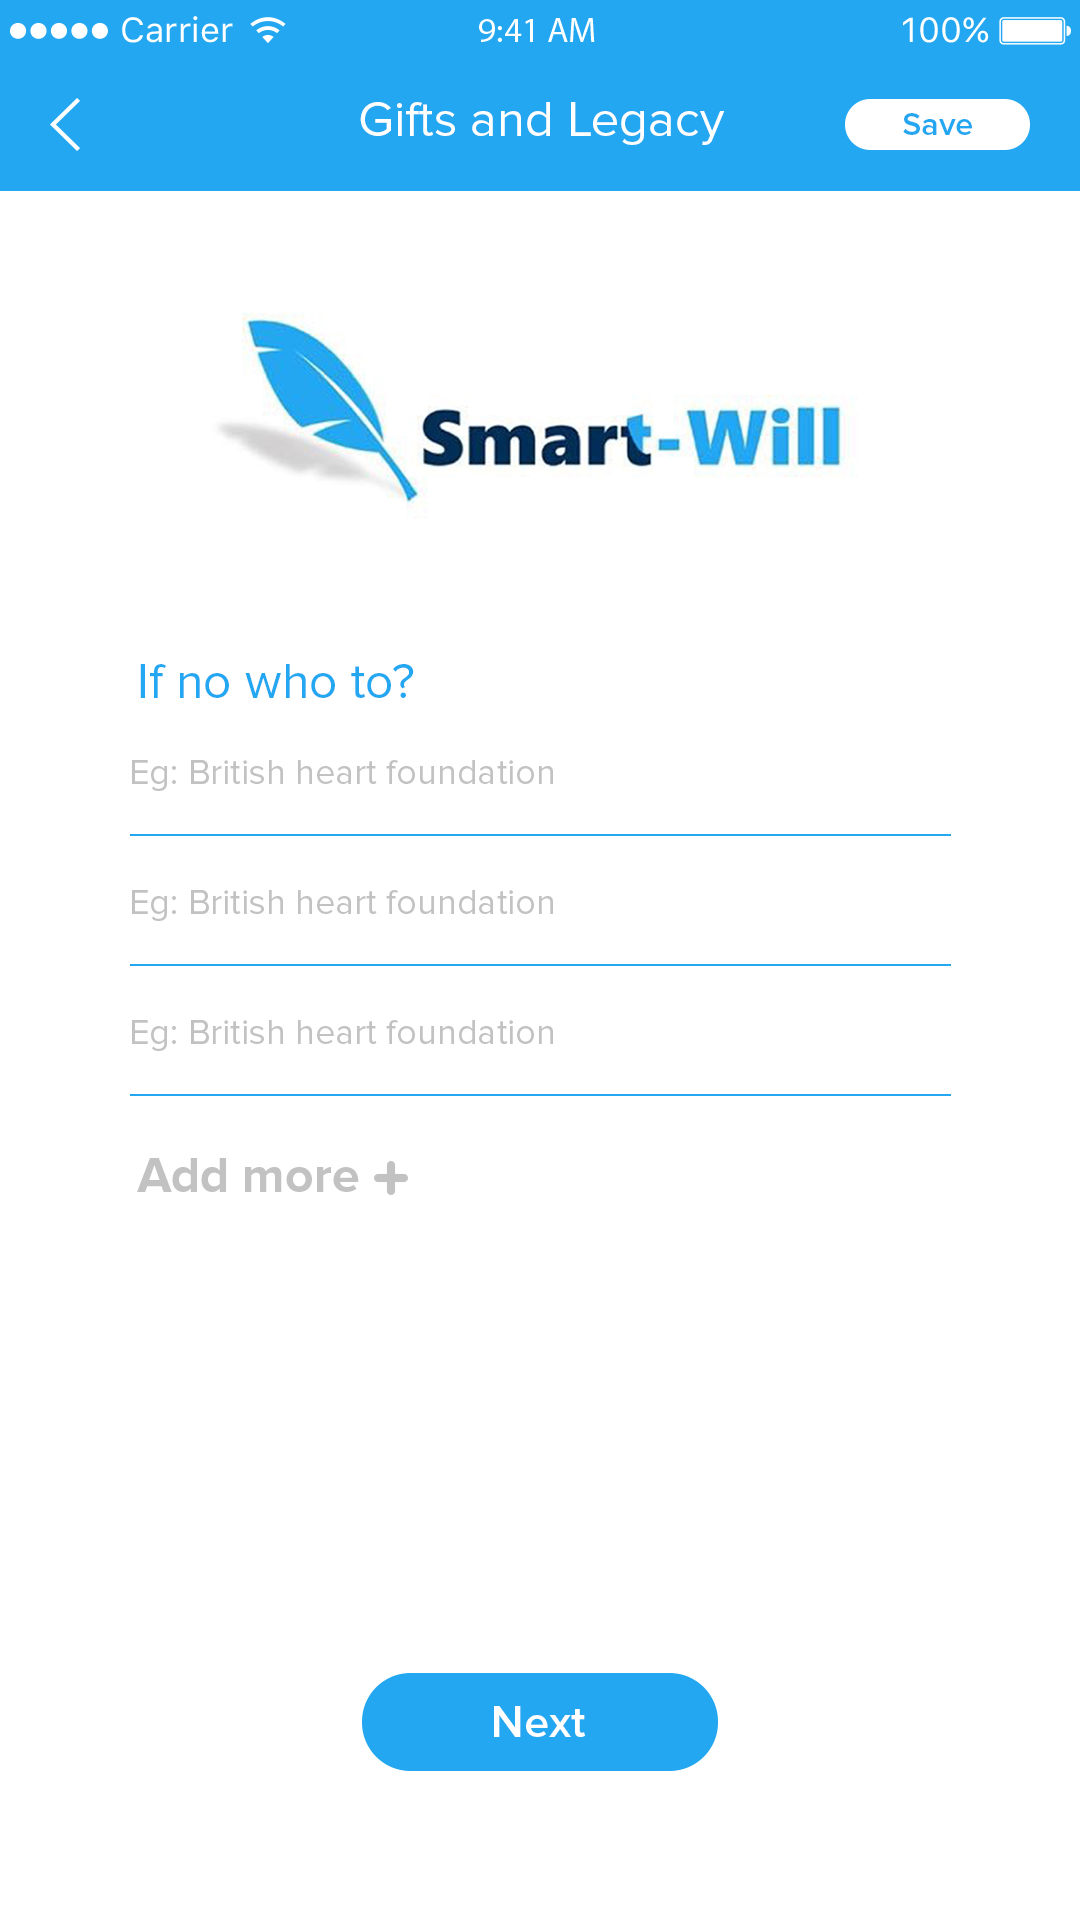 Carrier 9:41 AM 100%
Gifts and Legacy Save
Smart-Will
If no who to?
Eg: British heart foundation
Eg: British heart foundation
Eg: British heart foundation
Add more +
Next